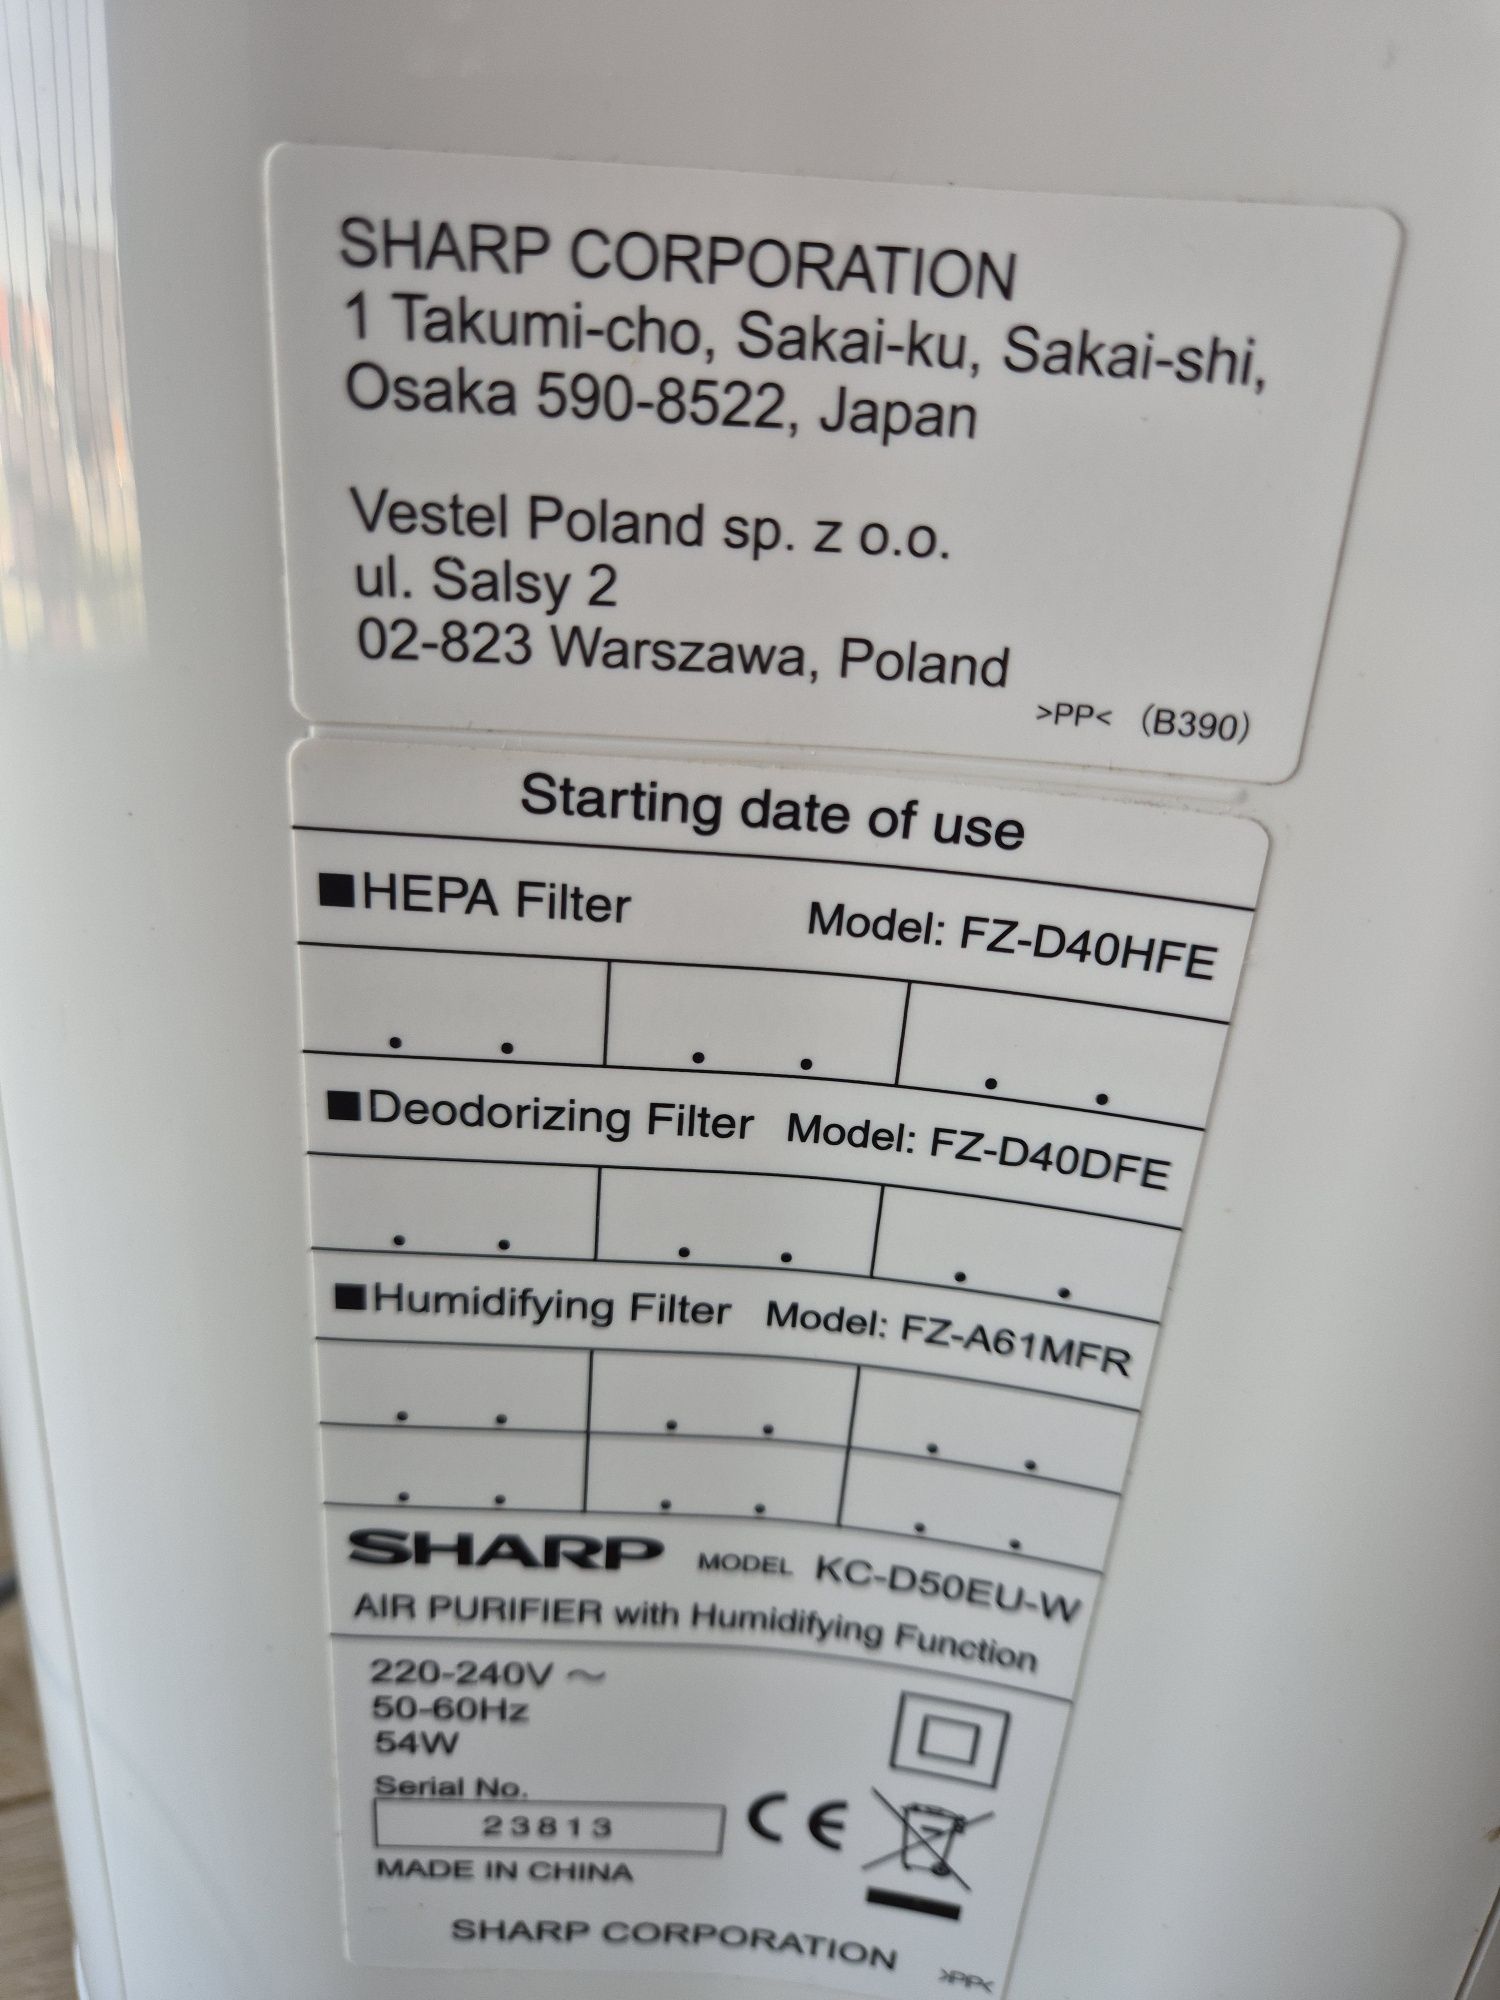 SHARP CORPORATION
1 Takumi-cho, Sakai-ku, Sakai-shi,
Osaka 590-8522, Japan
Vestel Poland sp. z o.o.
ul. Salsy 2
02-823 Warszawa, Poland
>PP< (B390)
Starting date of use
■HEPA Filter Model: FZ-D40HFE
■Deodorizing Filter Model: FZ-D40DFE
■Humidifying Filter Model: FZ-A61MFR
SHARP MODEL KC-D50EU-W
AIR PURIFIER with Humidifying Function
220-240V ~
50-60Hz
54W
Serial No.
23813
CE
MADE IN CHINA
SHARP CORPORATION
>PP<